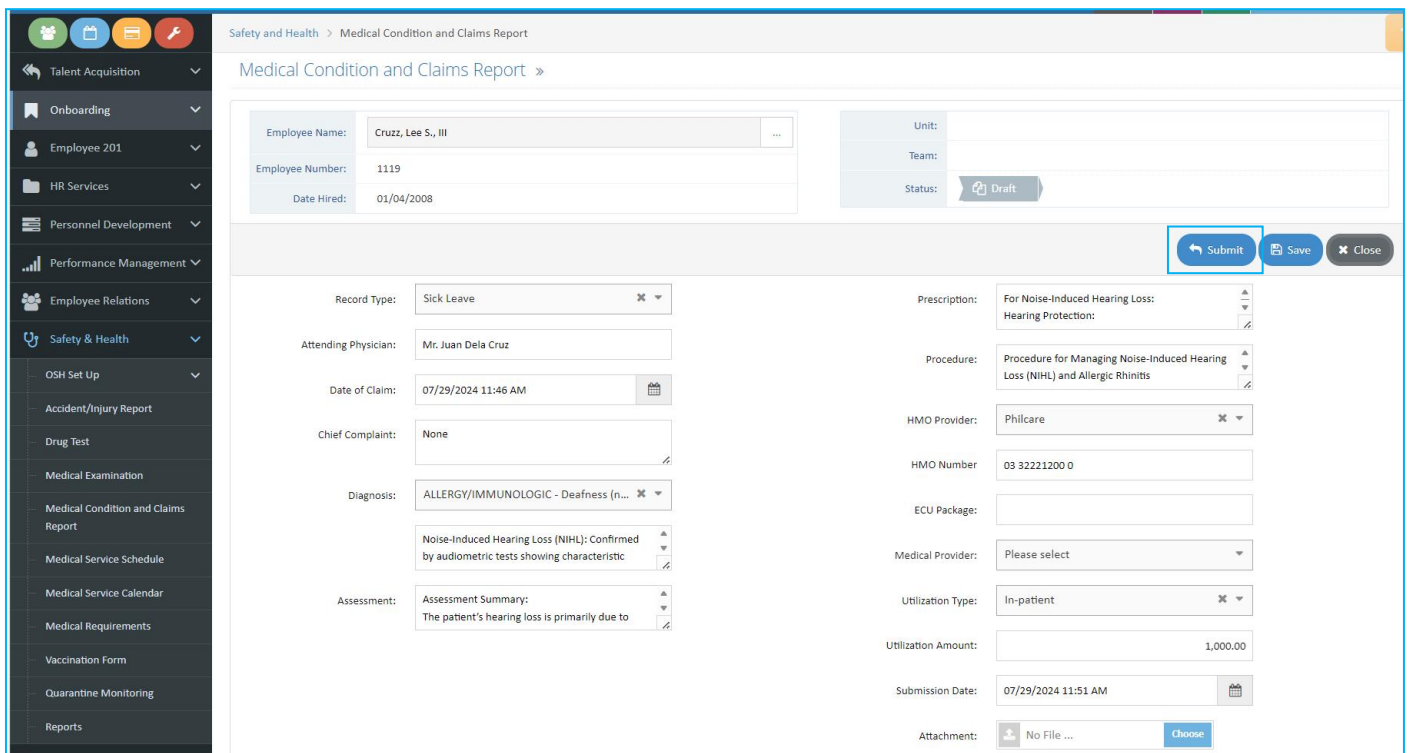 Safety and Health > Medical Condition and Claims Report
Medical Condition and Claims Report »
Talent Acquisition
Onboarding
Employee 201
HR Services
Personnel Development
Performance Management
Employee Relations
Safety & Health
OSH Set Up
Accident/Injury Report
Drug Test
Medical Examination
Medical Condition and Claims
Report
Medical Service Schedule
Medical Service Calendar
Medical Requirements
Vaccination Form
Quarantine Monitoring
Reports
Employee Name: Cruzz, Lee S., III ...
Employee Number: 1119
Date Hired: 01/04/2008
Unit:
Team:
Status: Draft
Submit Save Close
Record Type: Sick Leave
Attending Physician: Mr. Juan Dela Cruz
Date of Claim: 07/29/2024 11:46 AM
Chief Complaint: None
Diagnosis: ALLERGY/IMMUNOLOGIC - Deafness (n...
Noise-Induced Hearing Loss (NIHL): Confirmed
by audiometric tests showing characteristic
Assessment: Assessment Summary:
The patient's hearing loss is primarily due to
Prescription: For Noise-Induced Hearing Loss:
Hearing Protection:
Procedure: Procedure for Managing Noise-Induced Hearing
Loss (NIHL) and Allergic Rhinitis
HMO Provider: Philcare
HMO Number 03 32221200 0
ECU Package:
Medical Provider: Please select
Utilization Type: In-patient
Utilization Amount: 1,000.00
Submission Date: 07/29/2024 11:51 AM
Attachment: No File ... Choose